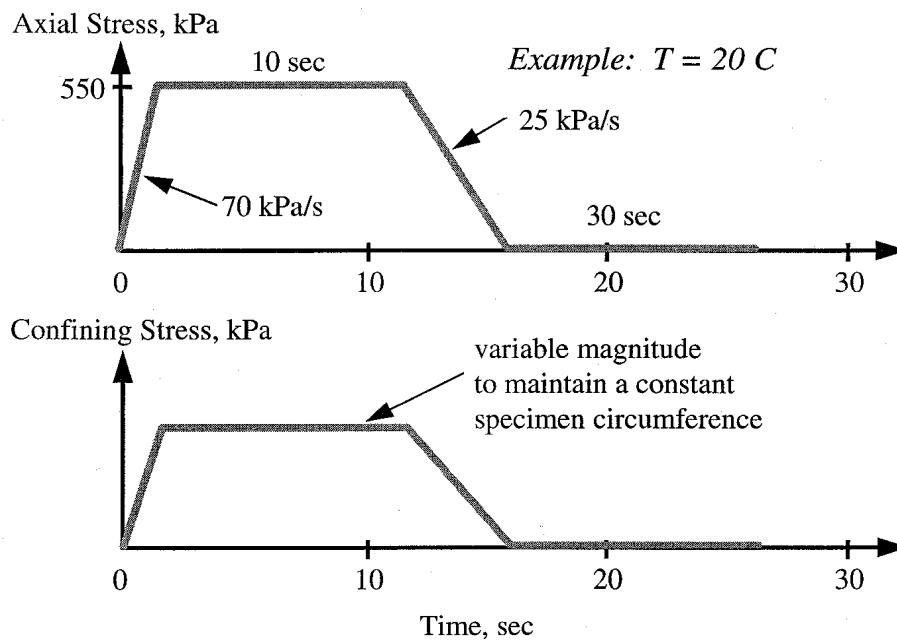 Axial Stress, kPa
10 sec
Example: T = 20 C
550
25 kPa/s
70 kPa/s
30 sec
0 10 20 30
Confining Stress, kPa
variable magnitude
to maintain a constant
specimen circumference
0 10 20 30
Time, sec